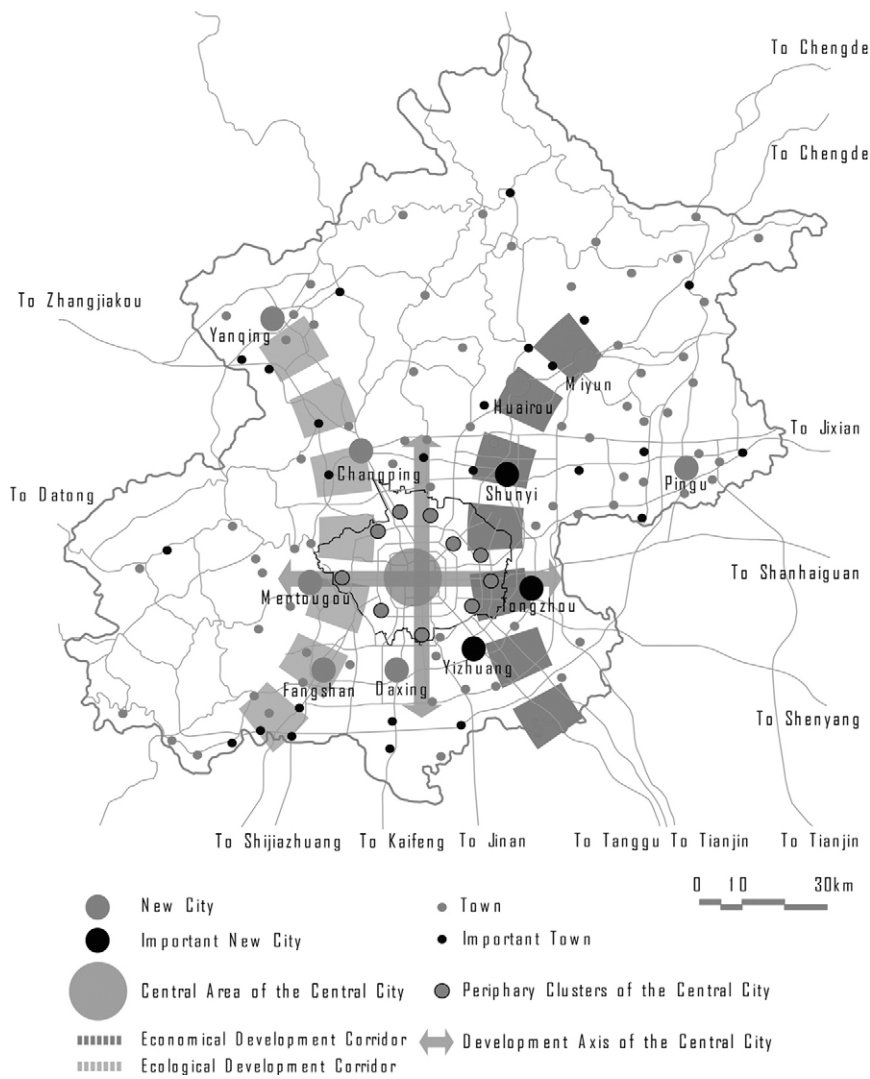 To Chengde
To Chengde
To Zhangjiakou
Yanqing
Miyun
Huairou
To Jixian
Changping
Shunyi
Pingu
To Datong
To Shanhaiguan
Mentougou
Tongzhou
Yizhuang
Fangshan
Daxing
To Shenyang
To Shijiazhuang
To Kaifeng
To Jinan
To Tanggu
To Tianjin
To Tianjin
0 10 30km
New City
Town
Important New City
Important Town
Central Area of the Central City
Periphary Clusters of the Central City
Economical Development Corridor
Development Axis of the Central City
Ecological Development Corridor